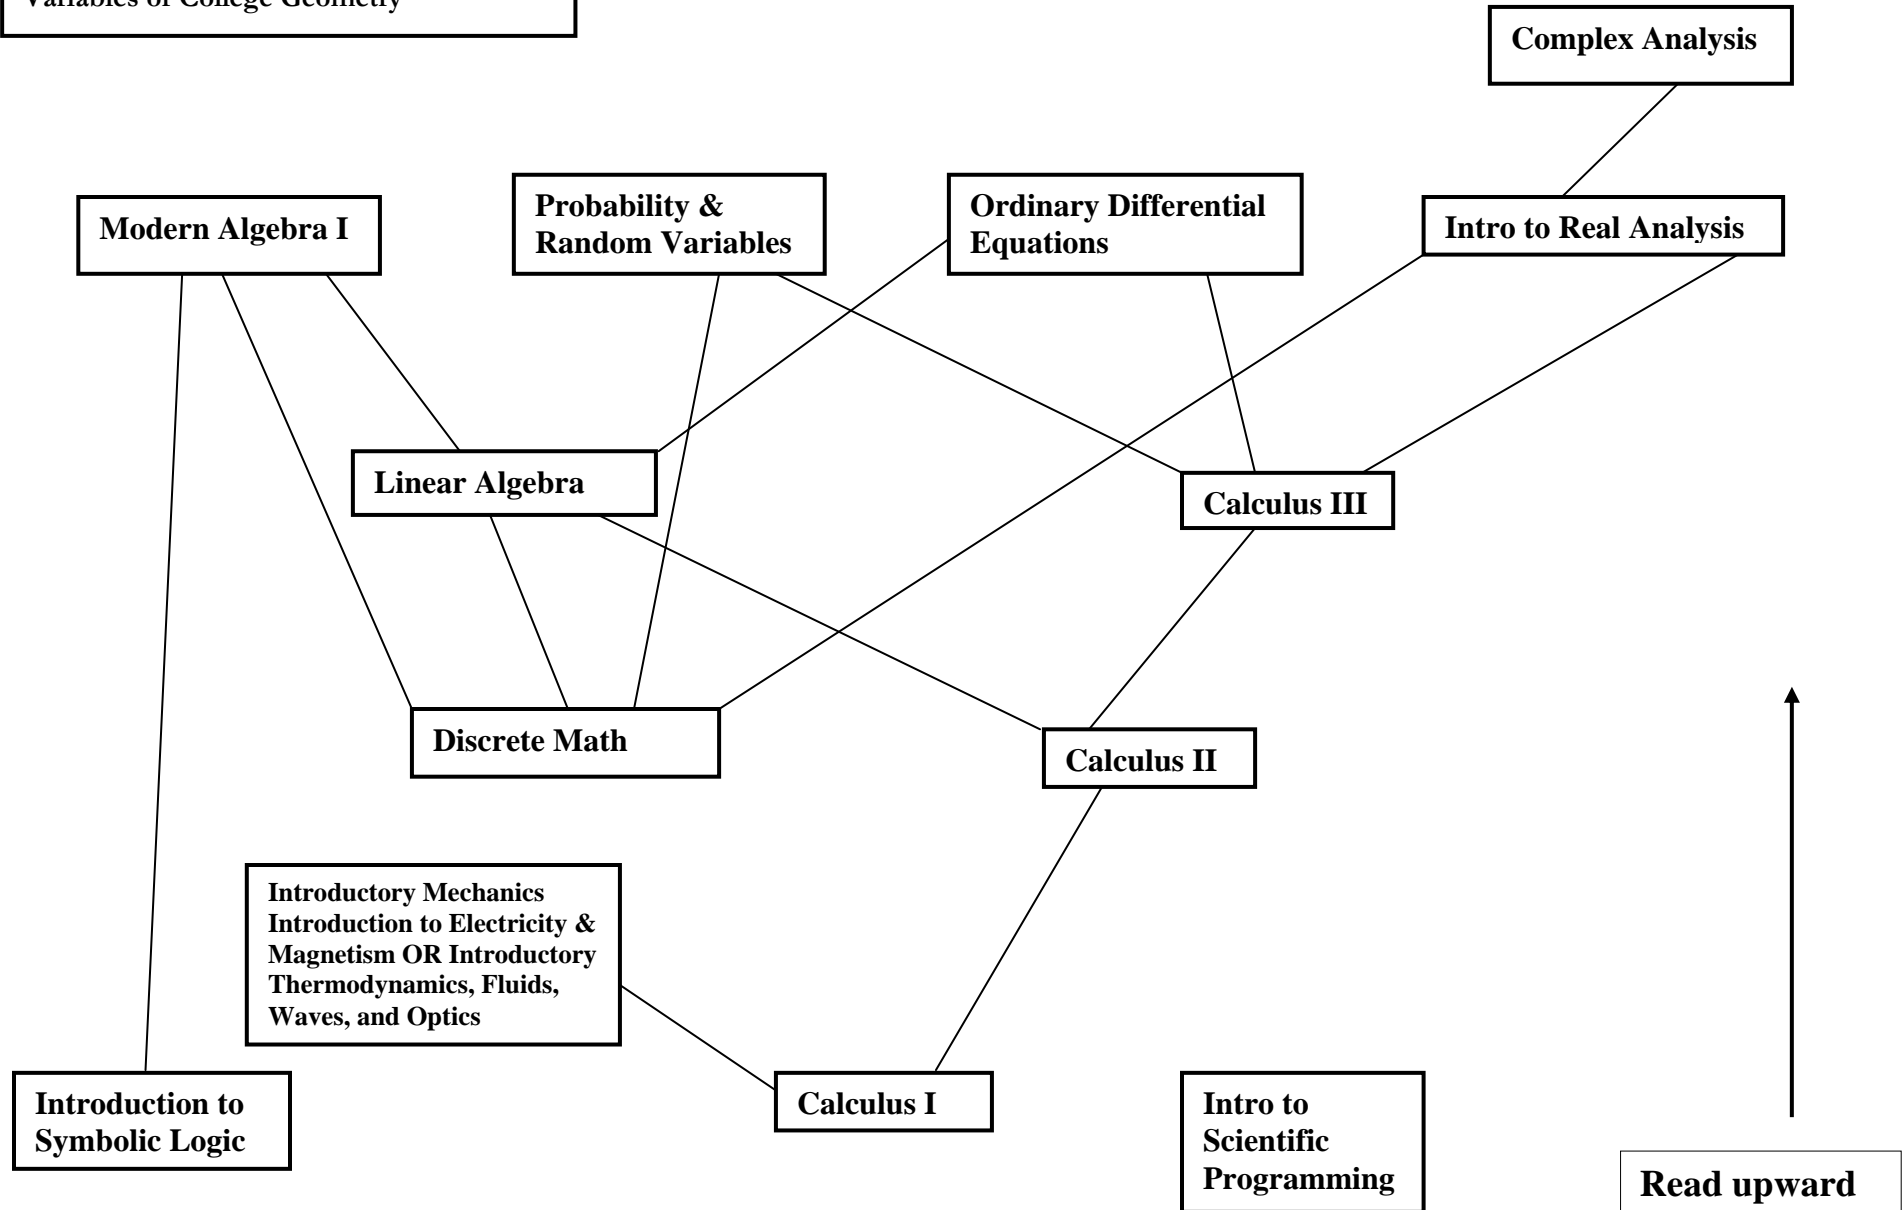 Variables or College Geometry
Complex Analysis
Modern Algebra I
Probability &
Random Variables
Ordinary Differential
Equations
Intro to Real Analysis
Linear Algebra
Calculus III
Discrete Math
Calculus II
Introductory Mechanics
Introduction to Electricity &
Magnetism OR Introductory
Thermodynamics, Fluids,
Waves, and Optics
Introduction to
Symbolic Logic
Calculus I
Intro to
Scientific
Programming
Read upward